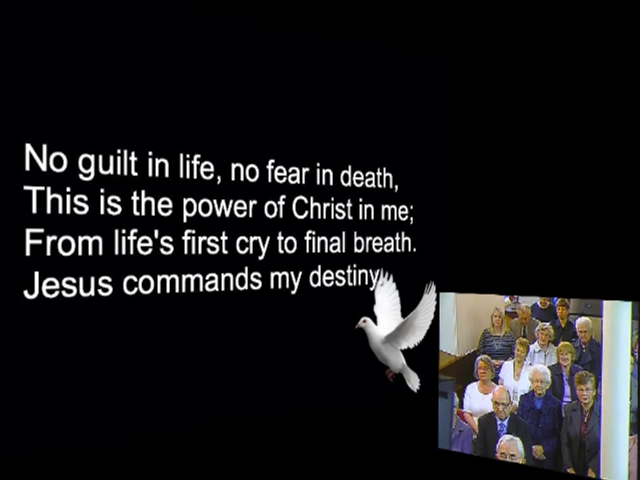 No guilt in life, no fear in death,
This is the power of Christ in me;
From life's first cry to final breath.
Jesus commands my destiny